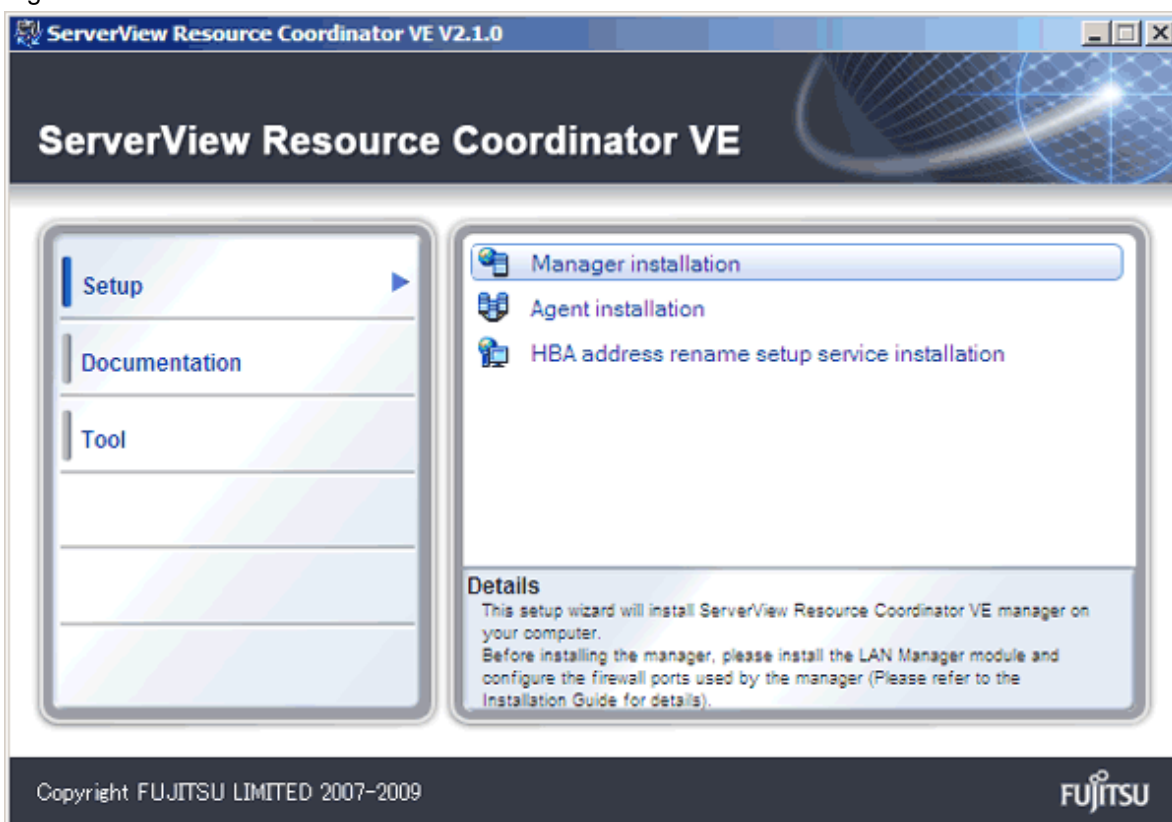 ServerView Resource Coordinator VE V2.1.0
ServerView Resource Coordinator VE
Setup
Documentation
Tool
Manager installation
Agent installation
HBA address rename setup service installation
Details
This setup wizard will install ServerView Resource Coordinator VE manager on
your computer.
Before installing the manager, please install the LAN Manager module and
configure the firewall ports used by the manager (Please refer to the
Installation Guide for details).
Copyright FUJITSU LIMITED 2007-2009
FUJITSU